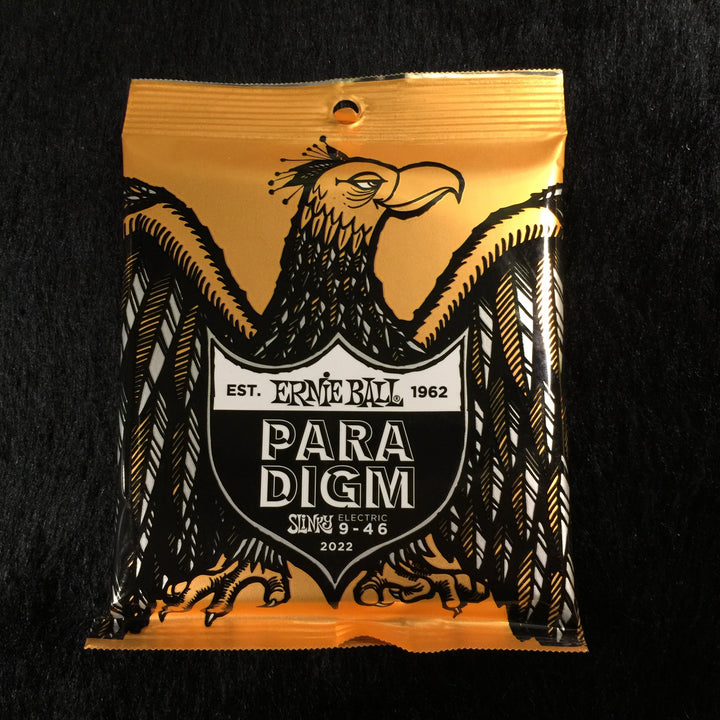 EST. ERNIE BALL® 1962
PARA
DIGM
SLINKY ELECTRIC
9-46
2022